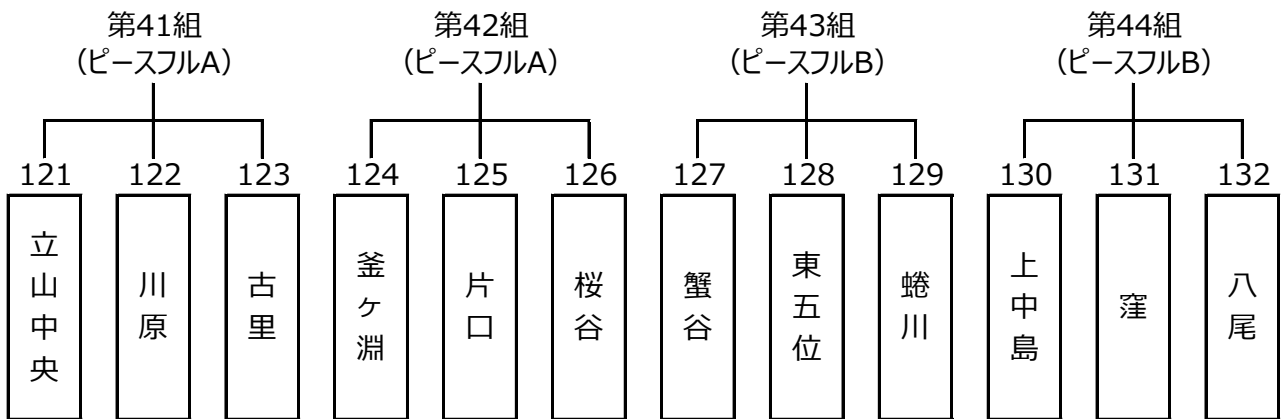 第41組
(ピースフルA)
第42組
(ピースフルA)
第43組
(ピースフルB)
第44組
(ピースフルB)
121
122
123
124
125
126
127
128
129
130
131
132
立山中央
川原
古里
釜ヶ淵
片口
桜谷
蟹谷
東五位
蜷川
上中島
窪
八尾